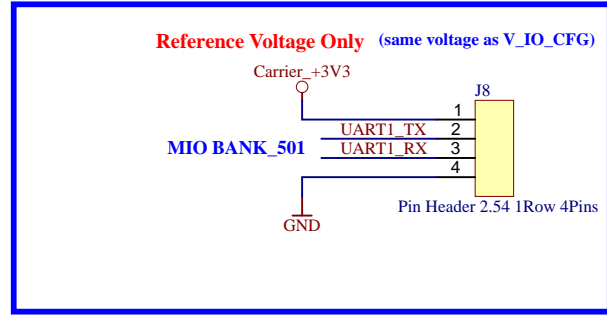 Reference Voltage Only (same voltage as V_IO_CFG)
Carrier_+3V3
J8
1
UART1_TX 2
MIO BANK_501 UART1_RX 3
4
Pin Header 2.54 1Row 4Pins
GND